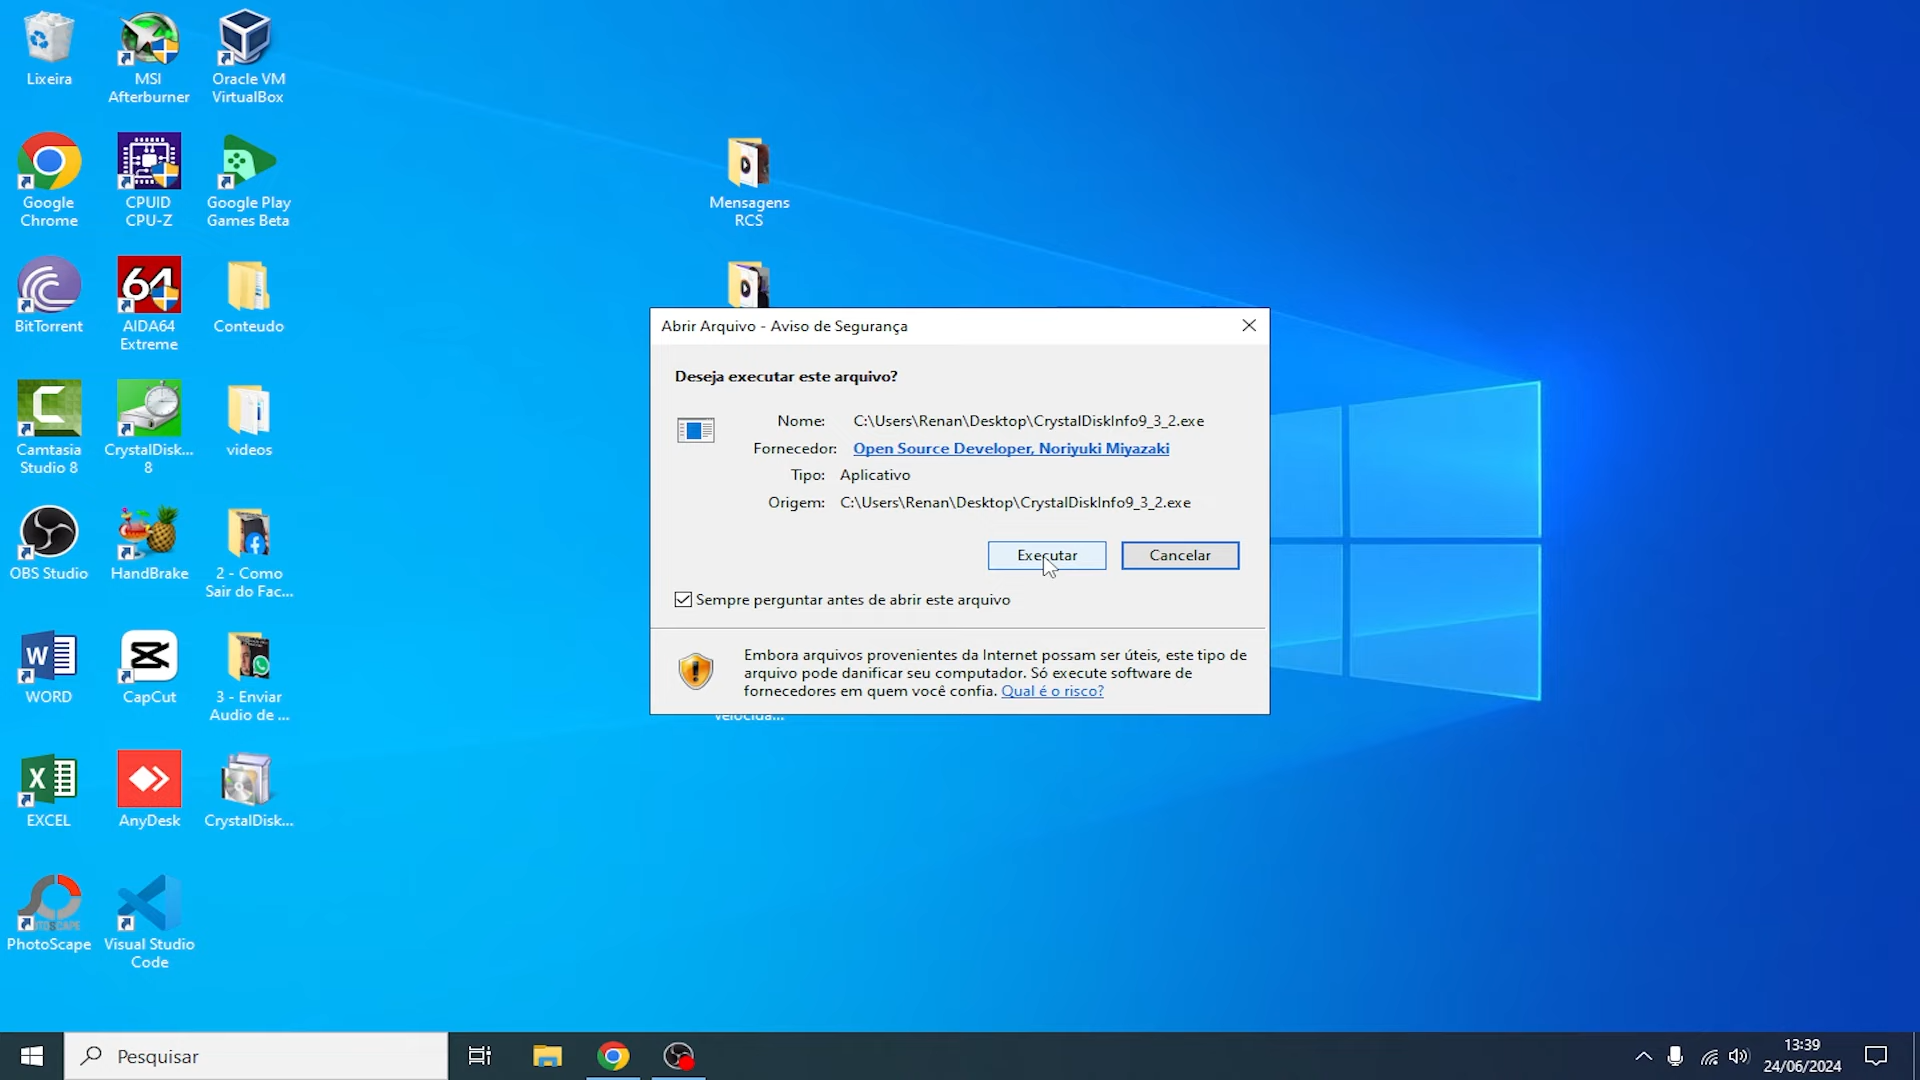 Lixeira
MSI
Afterburner
Oracle VM
VirtualBox
Google
Chrome
CPUID
CPU-Z
Google Play
Games Beta
Mensagens
RCS
BitTorrent
64
AIDA64
Extreme
Conteudo
Camtasia
Studio 8
CrystalDisk...
8
videos
OBS Studio
HandBrake
2 - Como
Sair do Fac...
WORD
CapCut
3 - Enviar
Audio de ...
EXCEL
AnyDesk
CrystalDisk...
PhotoScape
Visual Studio
Code
Abrir Arquivo - Aviso de Segurança
Deseja executar este arquivo?
Nome: C:\Users\Renan\Desktop\CrystalDiskInfo9_3_2.exe
Fornecedor: Open Source Developer, Noriyuki Miyazaki
Tipo: Aplicativo
Origem: C:\Users\Renan\Desktop\CrystalDiskInfo9_3_2.exe
Executar
Cancelar
Sempre perguntar antes de abrir este arquivo
Embora arquivos provenientes da Internet possam ser úteis, este tipo de
arquivo pode danificar seu computador. Só execute software de
fornecedores em quem você confia. Qual é o risco?
Pesquisar
13:39
24/06/2024